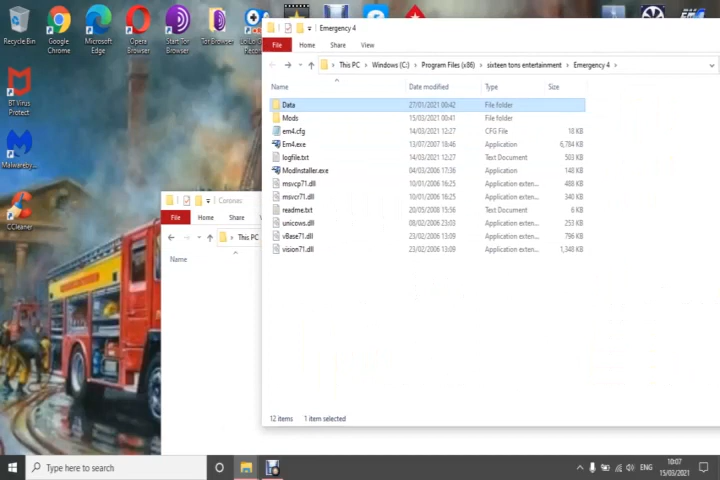 Recycle Bin
Google Chrome
Microsoft Edge
Opera Browser
Start Tor Browser
Tor Browser
BT Virus Protect
Malwareby...
CCleaner
Emergency 4
File Home Share View
This PC > Windows (C:) > Program Files (x86) > sixteen tons entertainment > Emergency 4 >
Name Date modified Type Size
Data 27/01/2021 00:42 File folder
Mods 15/03/2021 00:41 File folder
em4.cfg 14/03/2021 12:27 CFG File 18 KB
Em4.exe 13/07/2007 18:46 Application 6,784 KB
logfile.txt 14/03/2021 12:27 Text Document 503 KB
ModInstaller.exe 04/03/2006 17:36 Application 148 KB
msvcp71.dll 10/01/2006 16:25 Application exten... 488 KB
msvcr71.dll 10/01/2006 16:25 Application exten... 340 KB
readme.txt 20/05/2008 15:56 Text Document 6 KB
unicows.dll 08/02/2006 23:03 Application exten... 253 KB
vBase71.dll 23/02/2006 13:09 Application exten... 796 KB
vision71.dll 23/02/2006 13:09 Application exten... 1,348 KB
12 items 1 item selected
File Home Share
> This PC
Name
Type here to search
ENG
10:07
15/03/2021